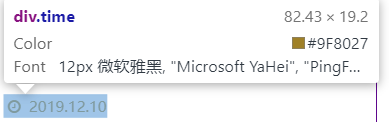 div.time 82.43 × 19.2
Color #9F8027
Font 12px 微软雅黑, "Microsoft YaHei", "PingF...
2019.12.10